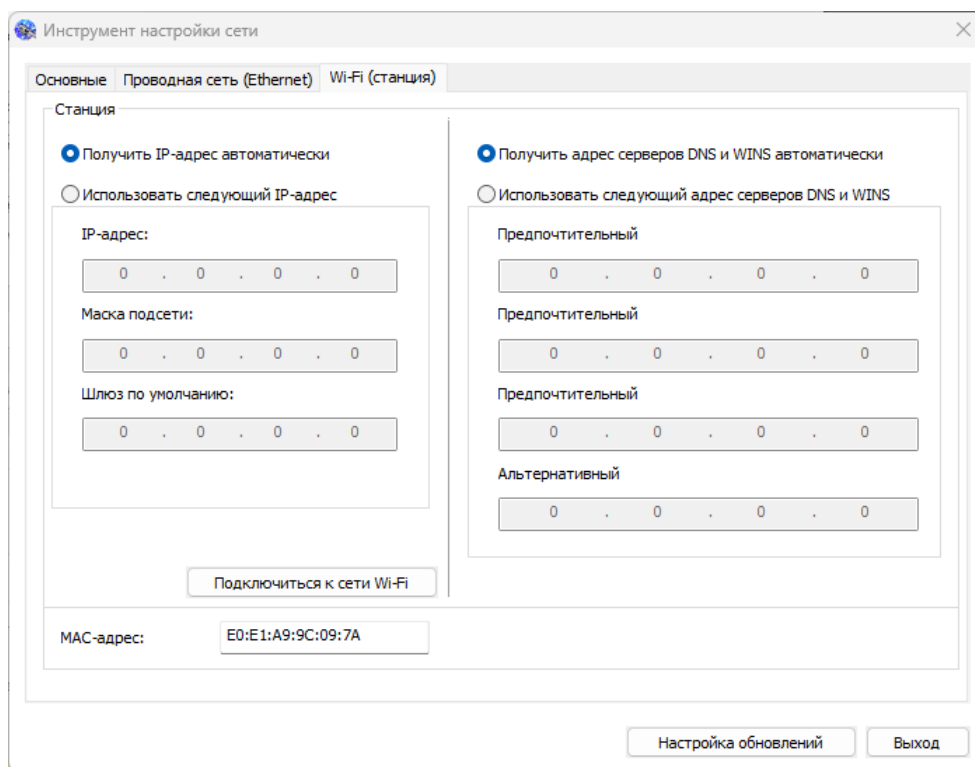 Инструмент настройки сети
Основные Проводная сеть (Ethernet) Wi-Fi (станция)
Станция
Получить IP-адрес автоматически
Использовать следующий IP-адрес
IP-адрес:
0 . 0 . 0 . 0
Маска подсети:
0 . 0 . 0 . 0
Шлюз по умолчанию:
0 . 0 . 0 . 0
Подключиться к сети Wi-Fi
Получить адрес серверов DNS и WINS автоматически
Использовать следующий адрес серверов DNS и WINS
Предпочтительный
0 . 0 . 0 . 0
Предпочтительный
0 . 0 . 0 . 0
Предпочтительный
0 . 0 . 0 . 0
Альтернативный
0 . 0 . 0 . 0
MAC-адрес: E0:E1:A9:9C:09:7A
Настройка обновлений Выход